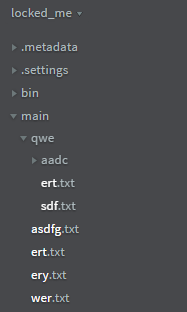 locked_me
.metadata
.settings
bin
main
qwe
aadc
ert.txt
sdf.txt
asdfg.txt
ert.txt
ery.txt
wer.txt